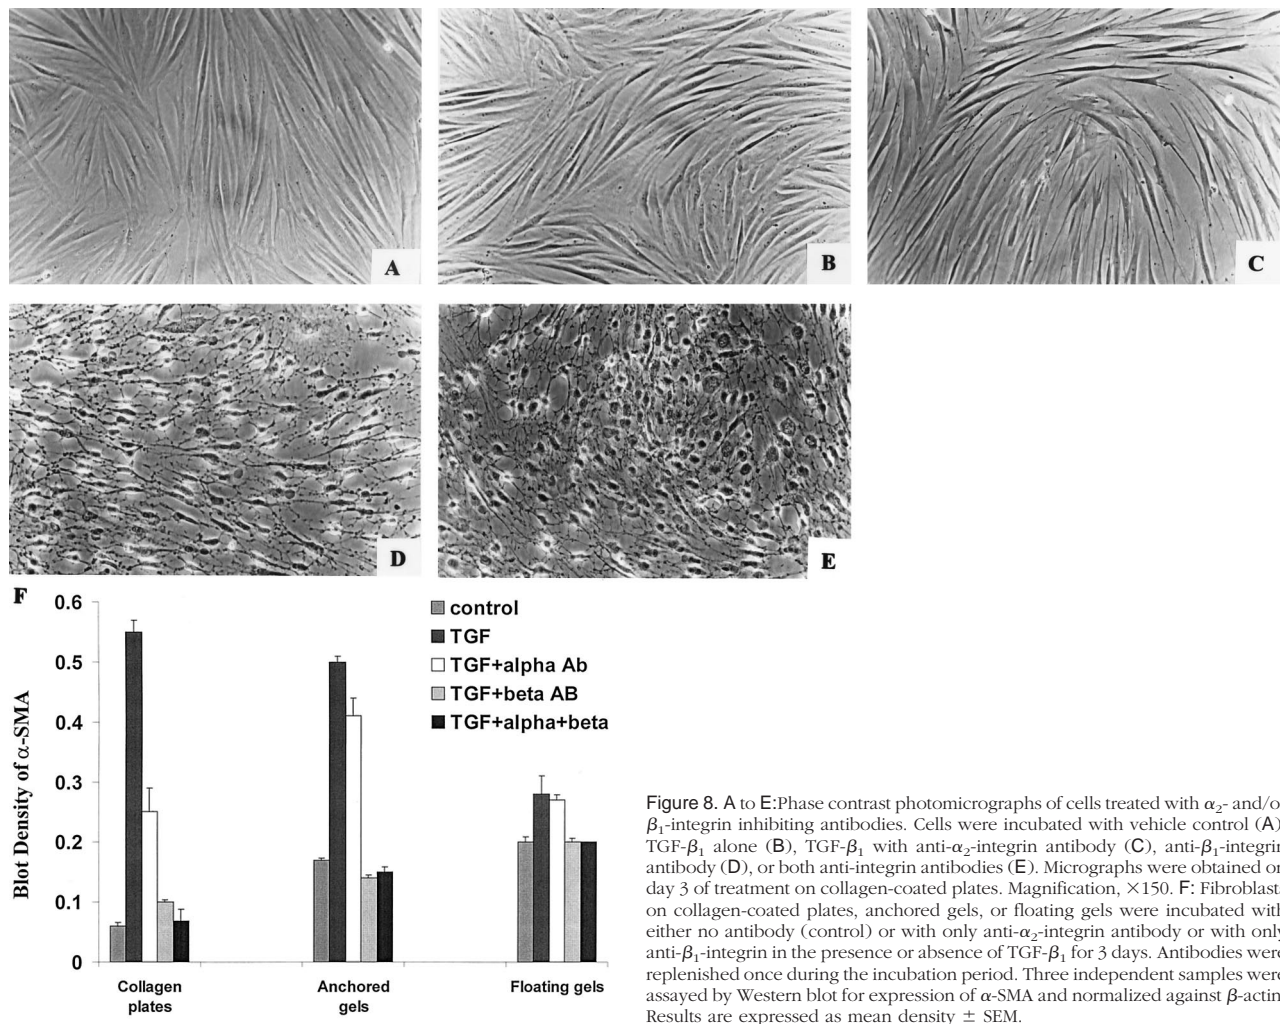 A
B
C
D
E
F
0.6
0.5
0.4
0.3
0.2
0.1
0
Blot Density of α-SMA
control
TGF
TGF+alpha Ab
TGF+beta AB
TGF+alpha+beta
Collagen
plates
Anchored
gels
Floating gels
Figure 8. A to E:Phase contrast photomicrographs of cells treated with α₂- and/o
β₁-integrin inhibiting antibodies. Cells were incubated with vehicle control (A)
TGF-β₁ alone (B), TGF-β₁ with anti-α₂-integrin antibody (C), anti-β₁-integrin
antibody (D), or both anti-integrin antibodies (E). Micrographs were obtained on
day 3 of treatment on collagen-coated plates. Magnification, ×150. F: Fibroblast
on collagen-coated plates, anchored gels, or floating gels were incubated with
either no antibody (control) or with only anti-α₂-integrin antibody or with only
anti-β₁-integrin in the presence or absence of TGF-β₁ for 3 days. Antibodies were
replenished once during the incubation period. Three independent samples were
assayed by Western blot for expression of α-SMA and normalized against β-actin
Results are expressed as mean density ± SEM.